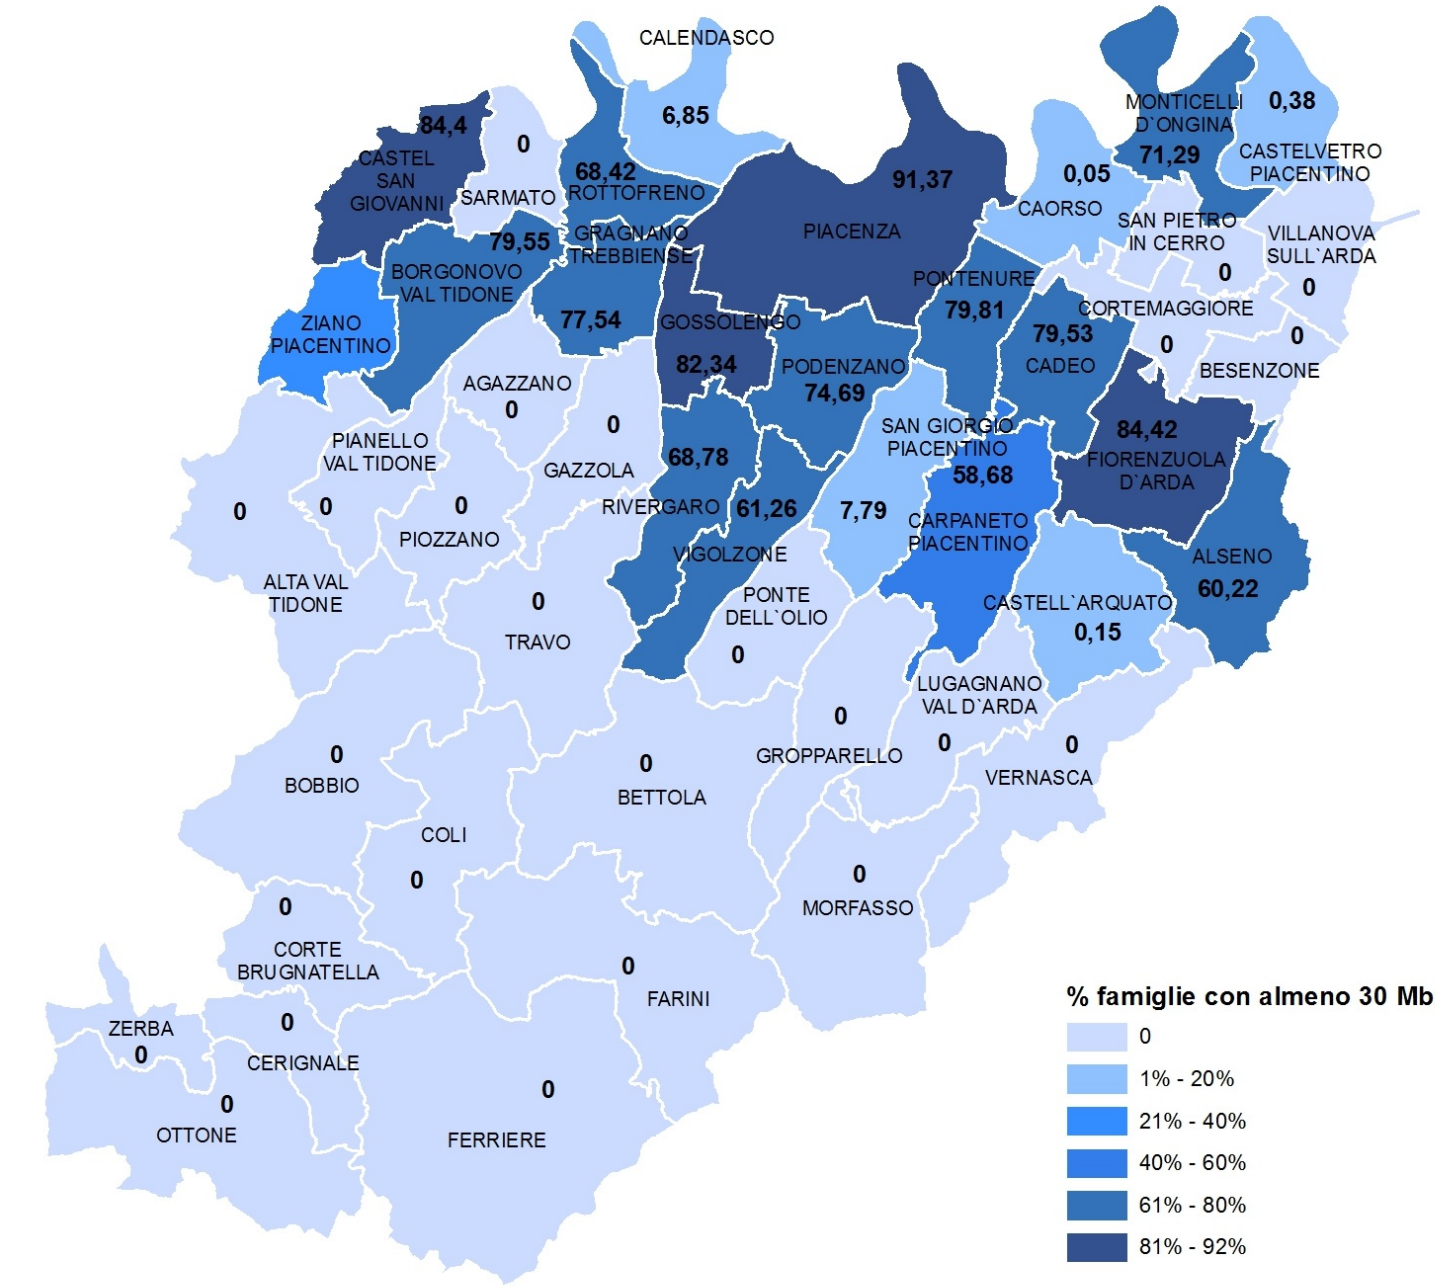 CALENDASCO
6,85
MONTICELLI
D`ONGINA
71,29
0,38
CASTELVETRO
PIACENTINO
84,4
CASTEL
SAN
GIOVANNI
0
SARMATO
68,42
ROTTOFRENO
91,37
PIACENZA
0,05
CAORSO
SAN PIETRO
IN CERRO
0
VILLANOVA
SULL`ARDA
0
79,55
BORGONOVO
VAL TIDONE
GRAGNANO
TREBBIENSE
77,54
PONTENURE
79,81
CORTEMAGGIORE
0
0
BESENZONE
ZIANO
PIACENTINO
GOSSOLENGO
82,34
PODENZANO
74,69
79,53
CADEO
AGAZZANO
0
0
GAZZOLA
PIANELLO
VAL TIDONE
0
0
PIOZZANO
SAN GIORGIO
PIACENTINO
7,79
58,68
CARPANETO
PIACENTINO
84,42
FIORENZUOLA
D`ARDA
68,78
RIVERGARO
61,26
VIGOLZONE
0
ALTA VAL
TIDONE
ALSENO
60,22
0
TRAVO
PONTE
DELL`OLIO
0
CASTELL`ARQUATO
0,15
LUGAGNANO
VAL D`ARDA
0
0
GROPPARELLO
0
VERNASCA
0
BOBBIO
0
BETTOLA
COLI
0
0
MORFASSO
0
CORTE
BRUGNATELLA
0
FARINI
ZERBA
0
0
CERIGNALE
0
OTTONE
0
FERRIERE
% famiglie con almeno 30 Mb
0
1% - 20%
21% - 40%
40% - 60%
61% - 80%
81% - 92%